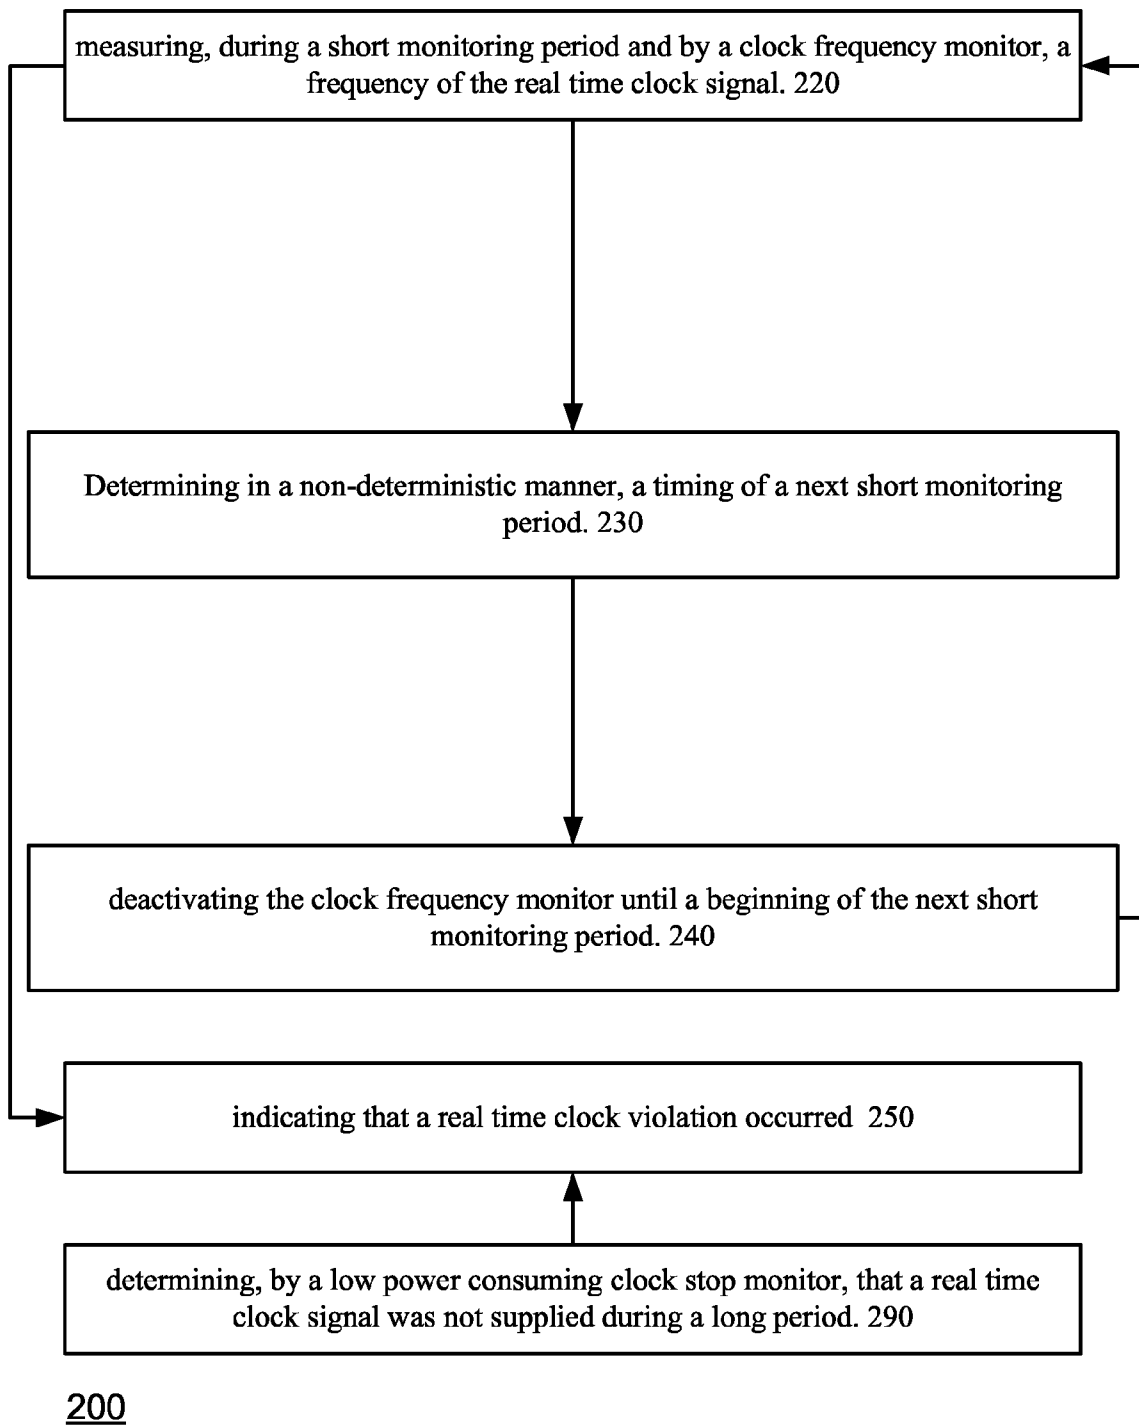 measuring, during a short monitoring period and by a clock frequency monitor, a
frequency of the real time clock signal. 220
Determining in a non-deterministic manner, a timing of a next short monitoring
period. 230
deactivating the clock frequency monitor until a beginning of the next short
monitoring period. 240
indicating that a real time clock violation occurred 250
determining, by a low power consuming clock stop monitor, that a real time
clock signal was not supplied during a long period. 290
200